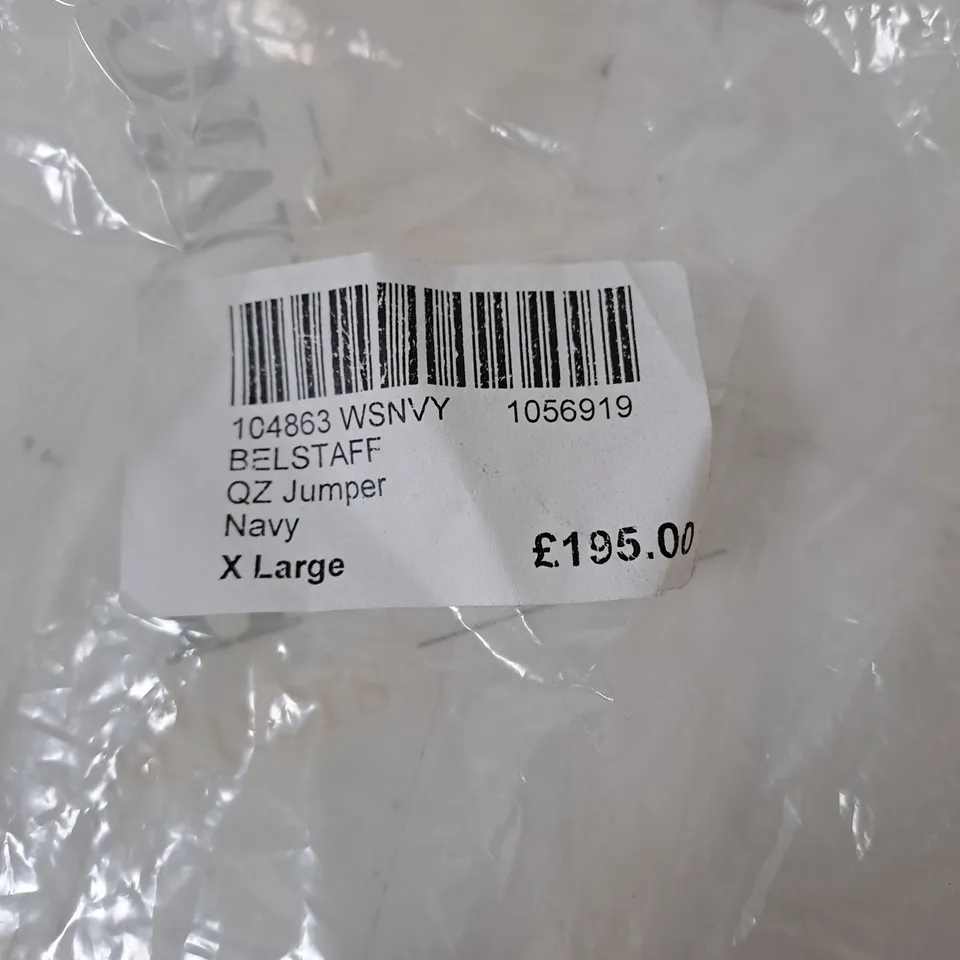 104863 WSNVY 1056919
BELSTAFF
QZ Jumper
Navy
X Large £195.00